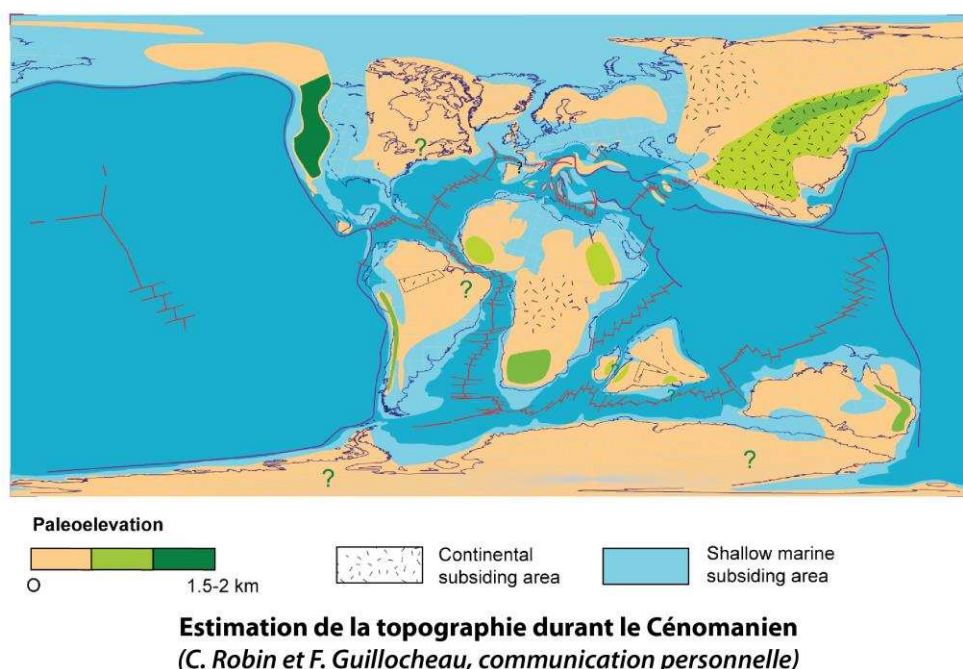 ?
?
?
?
?
?
?
?
Paleoelevation
O
1.5-2 km
Continental
subsiding area
Shallow marine
subsiding area
Estimation de la topographie durant le Cénomanien
(C. Robin et F. Guillocheau, communication personnelle)